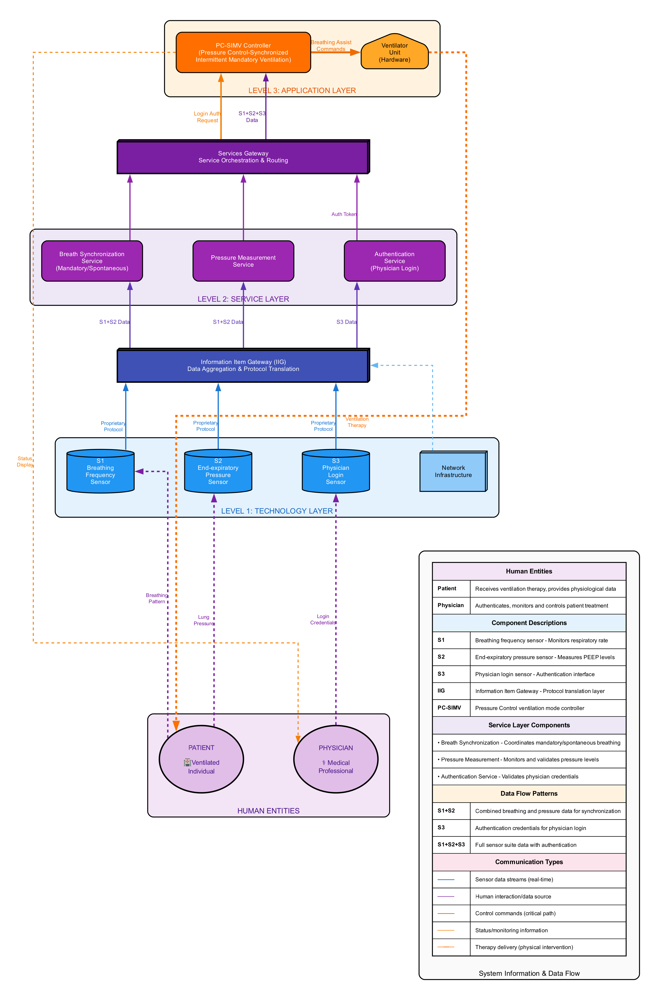 PC-SIMV Controller
(Pressure Control-Synchronized
Intermittent Mandatory Ventilation)
Breathing Assist
Commands
Ventilator
Unit
(Hardware)
LEVEL 3: APPLICATION LAYER
Login Auth
Request
S1+S2+S3
Data
Services Gateway
Service Orchestration & Routing
Auth Token
Breath Synchronization
Service
(Mandatory/Spontaneous)
Pressure Measurement
Service
Authentication
Service
(Physician Login)
LEVEL 2: SERVICE LAYER
S1+S2 Data
S1+S2 Data
S3 Data
Information Item Gateway (IIG)
Data Aggregation & Protocol Translation
Proprietary
Protocol
Proprietary
Protocol
Proprietary
Protocol
Ventilation
Therapy
Status
Display
S1
Breathing
Frequency
Sensor
S2
End-expiratory
Pressure
Sensor
S3
Physician
Login
Sensor
Network
Infrastructure
LEVEL 1: TECHNOLOGY LAYER
Breathing
Pattern
Lung
Pressure
Login
Credentials
PATIENT
🏥Ventilated
Individual
PHYSICIAN
⚕ Medical
Professional
HUMAN ENTITIES
Human Entities
Patient Receives ventilation therapy, provides physiological data
Physician Authenticates, monitors and controls patient treatment
Component Descriptions
S1 Breathing frequency sensor - Monitors respiratory rate
S2 End-expiratory pressure sensor - Measures PEEP levels
S3 Physician login sensor - Authentication interface
IIG Information Item Gateway - Protocol translation layer
PC-SIMV Pressure Control ventilation mode controller
Service Layer Components
• Breath Synchronization - Coordinates mandatory/spontaneous breathing
• Pressure Measurement - Monitors and validates pressure levels
• Authentication Service - Validates physician credentials
Data Flow Patterns
S1+S2 Combined breathing and pressure data for synchronization
S3 Authentication credentials for physician login
S1+S2+S3 Full sensor suite data with authentication
Communication Types
Sensor data streams (real-time)
Human interaction/data source
Control commands (critical path)
Status/monitoring information
Therapy delivery (physical intervention)
System Information & Data Flow